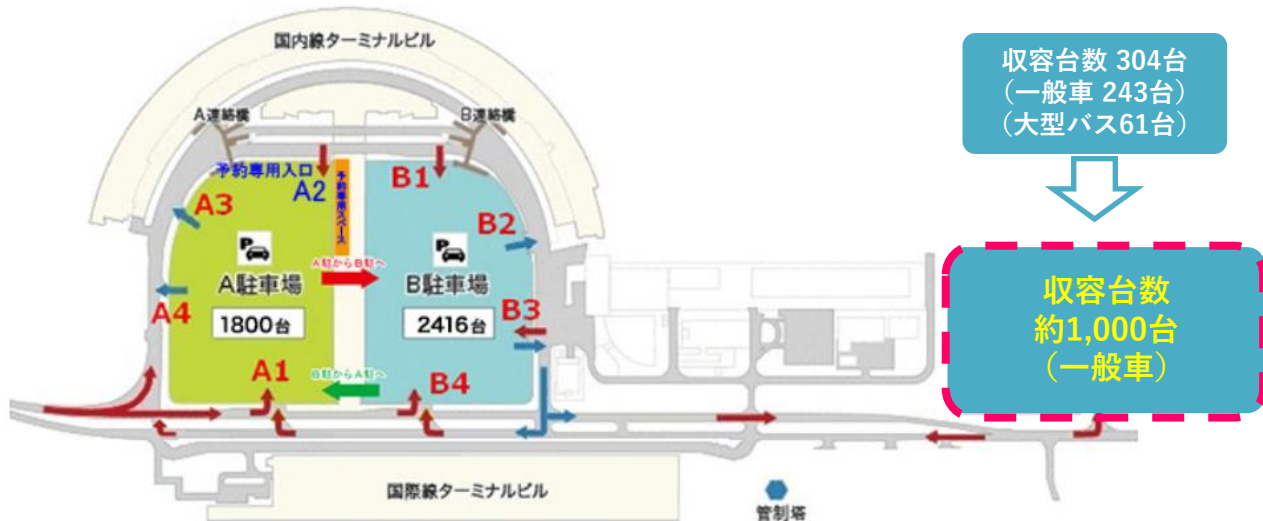 国内線ターミナルビル
A連絡橋
B連絡橋
予約専用入口
A2
予約専用スペース
B1
A3
B2
A駐車場
1800台
A駐からB駐へ
B駐車場
2416台
A4
B3
A1
B駐からA駐へ
B4
国際線ターミナルビル
管制塔
収容台数 304台
（一般車 243台）
（大型バス61台）
収容台数
約1,000台
（一般車）